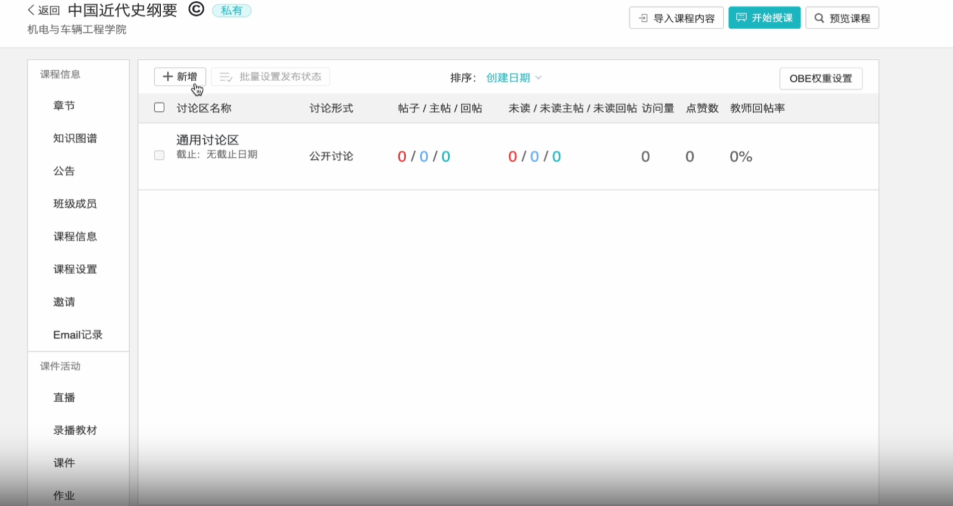 返回 中国近代史纲要 © 私有
机电与车辆工程学院
导入课程内容 开始授课 预览课程
课程信息
章节
知识图谱
公告
班级成员
课程信息
课程设置
邀请
Email记录
课件活动
直播
录播教材
课件
作业
新增 批量设置发布状态 排序: 创建日期 OBE权重设置
讨论区名称 讨论形式 帖子 / 主帖 / 回帖 未读 / 未读主帖 / 未读回帖 访问量 点赞数 教师回帖率
通用讨论区
截止: 无截止日期
公开讨论 0 / 0 / 0 0 / 0 / 0 0 0 0%